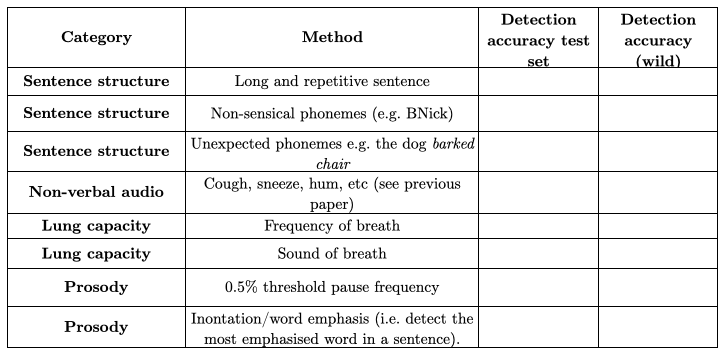 Category Method Detection accuracy test set Detection accuracy (wild)
Sentence structure Long and repetitive sentence
Sentence structure Non-sensical phonemes (e.g. BNick)
Sentence structure Unexpected phonemes e.g. the dog barked
chair
Non-verbal audio Cough, sneeze, hum, etc (see previous
paper)
Lung capacity Frequency of breath
Lung capacity Sound of breath
Prosody 0.5% threshold pause frequency
Prosody Inontation/word emphasis (i.e. detect the
most emphasised word in a sentence).